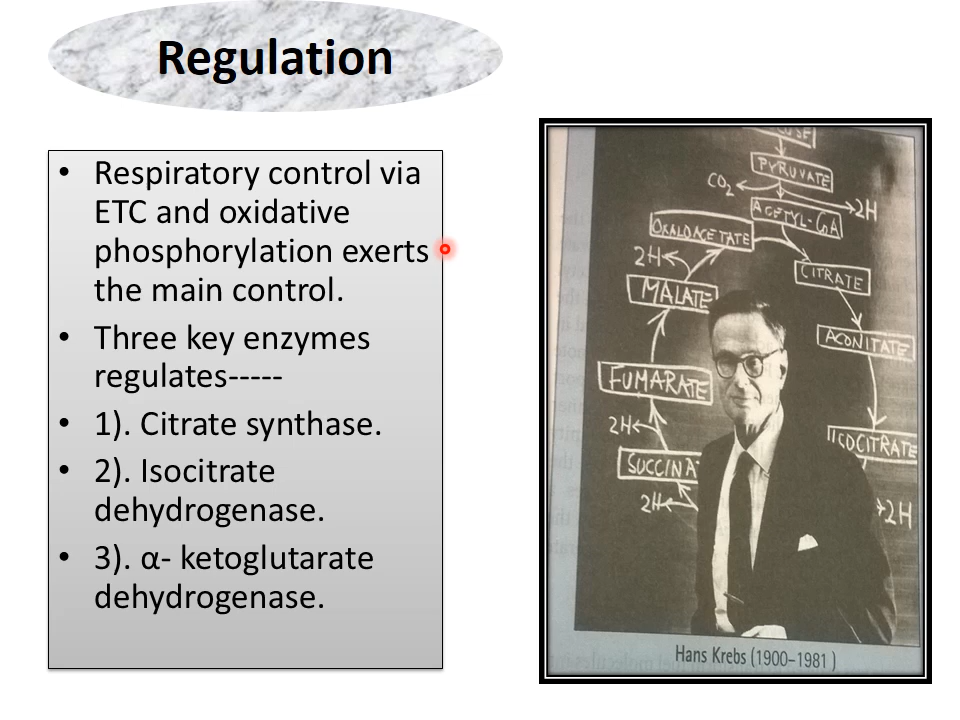 Regulation
• Respiratory control via
ETC and oxidative
phosphorylation exerts
the main control.
• Three key enzymes
regulates-----
• 1). Citrate synthase.
• 2). Isocitrate
dehydrogenase.
• 3). α- ketoglutarate
dehydrogenase.
PYRUVATE
CO₂
ACETYL-CoA
2H
OXALOACETATE
2H
CITRATE
MALATE
ACONITATE
FUMARATE
2H
ISOCITRATE
SUCCINA
2H
2H
Hans Krebs (1900–1981)